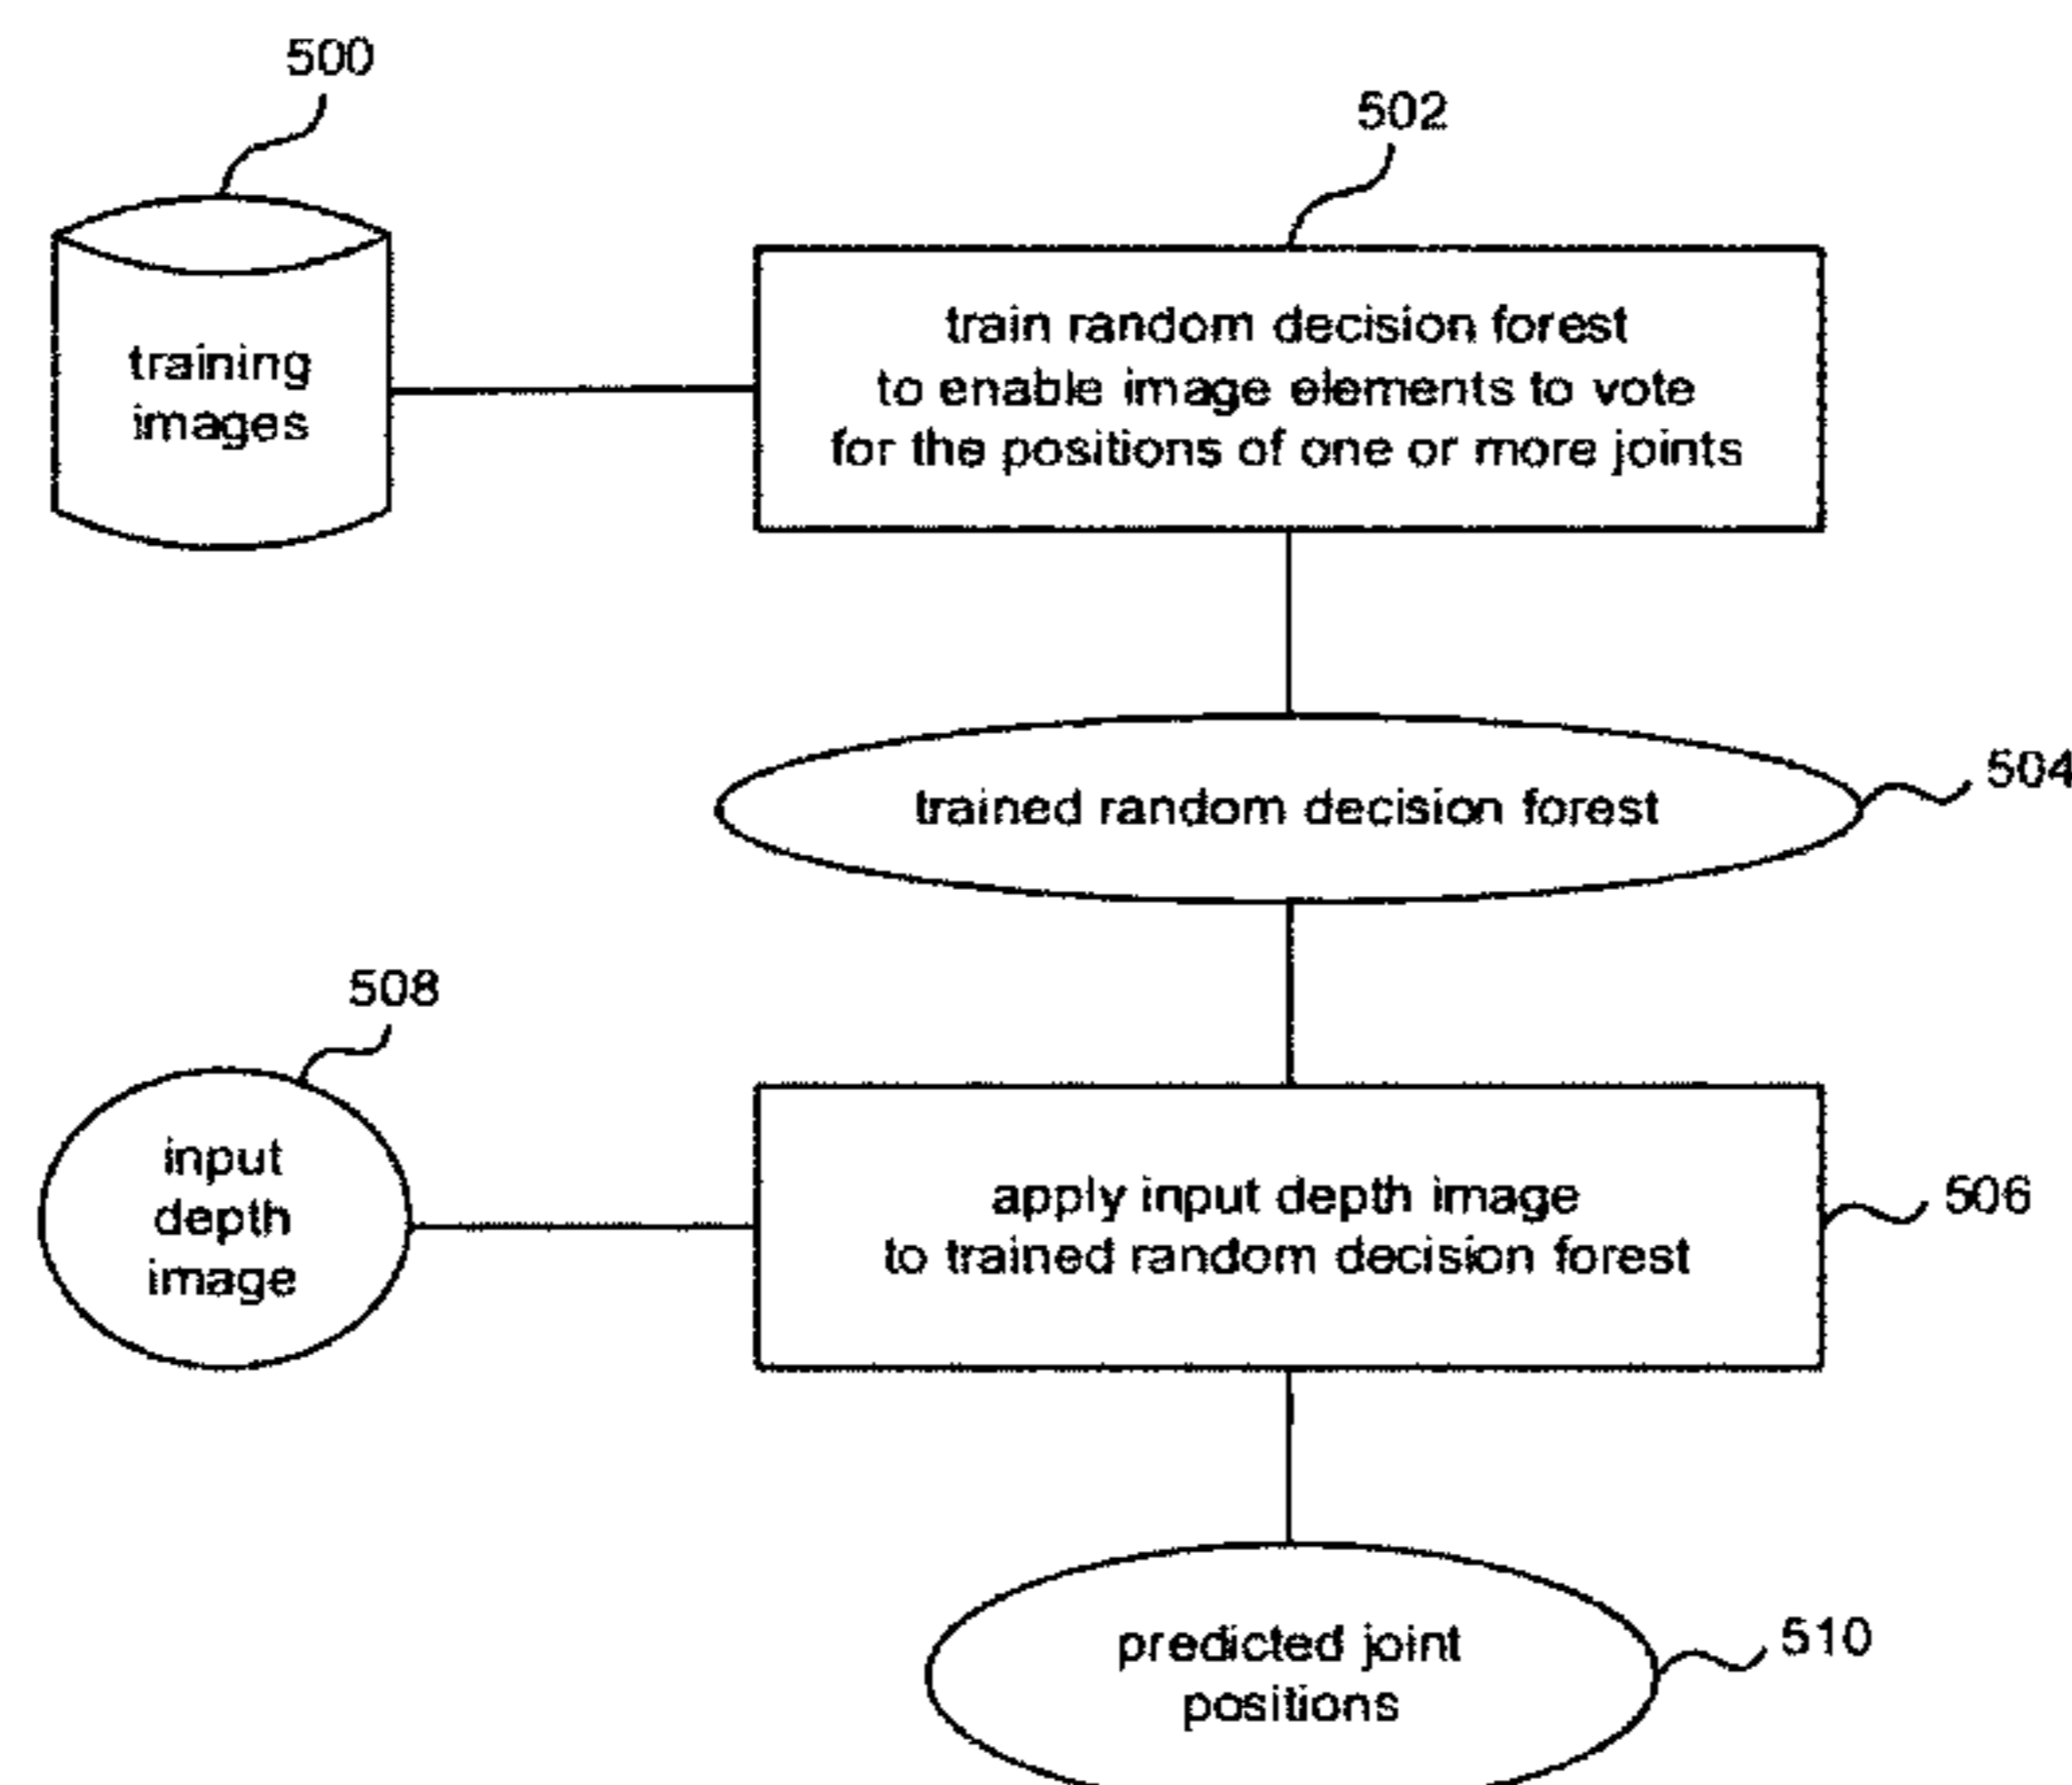 500
502
training
images
train random decision forest
to enable image elements to vote
for the positions of one or more joints
504
trained random decision forest
508
input
depth
image
apply input depth image
to trained random decision forest
506
predicted joint
positions
510